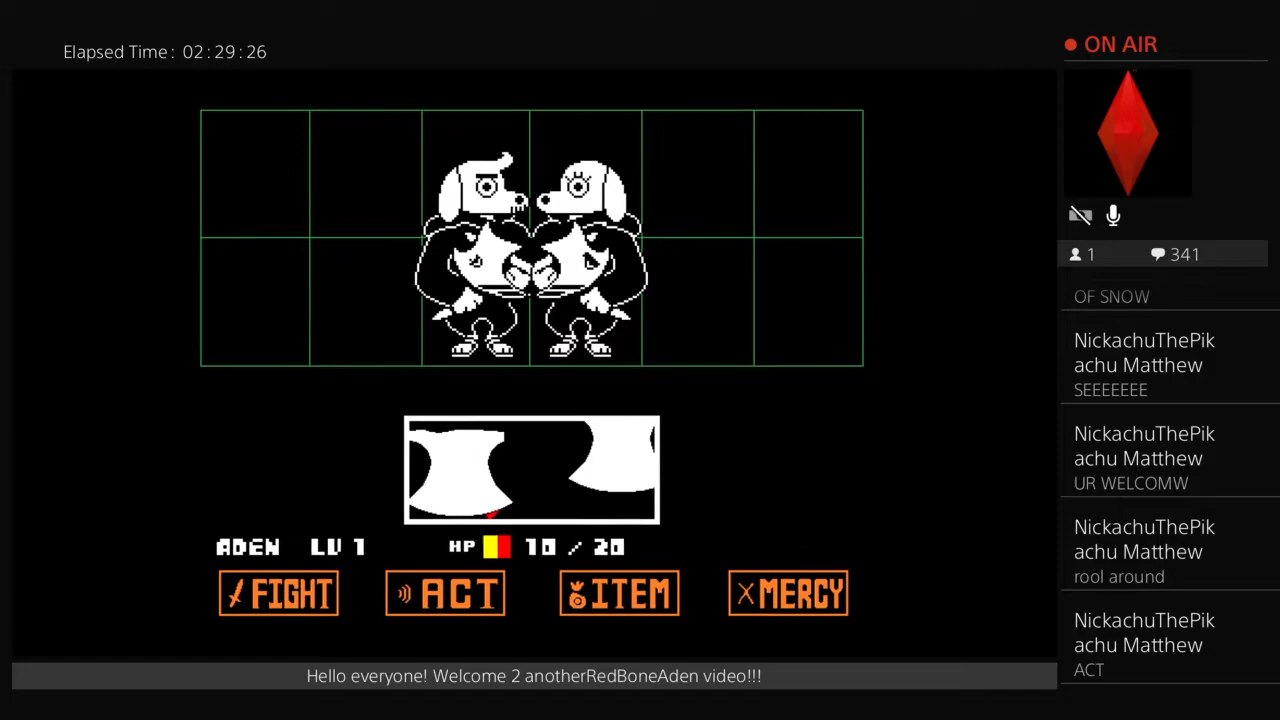 Elapsed Time: 02:29:26
ON AIR
1
341
OF SNOW
NickachuThePik
achu Matthew
SEEEEEEE
NickachuThePik
achu Matthew
UR WELCOMW
NickachuThePik
achu Matthew
rool around
NickachuThePik
achu Matthew
ACT
ADEN LV 1 HP 10 / 20
FIGHT ACT ITEM MERCY
Hello everyone! Welcome 2 anotherRedBoneAden video!!!